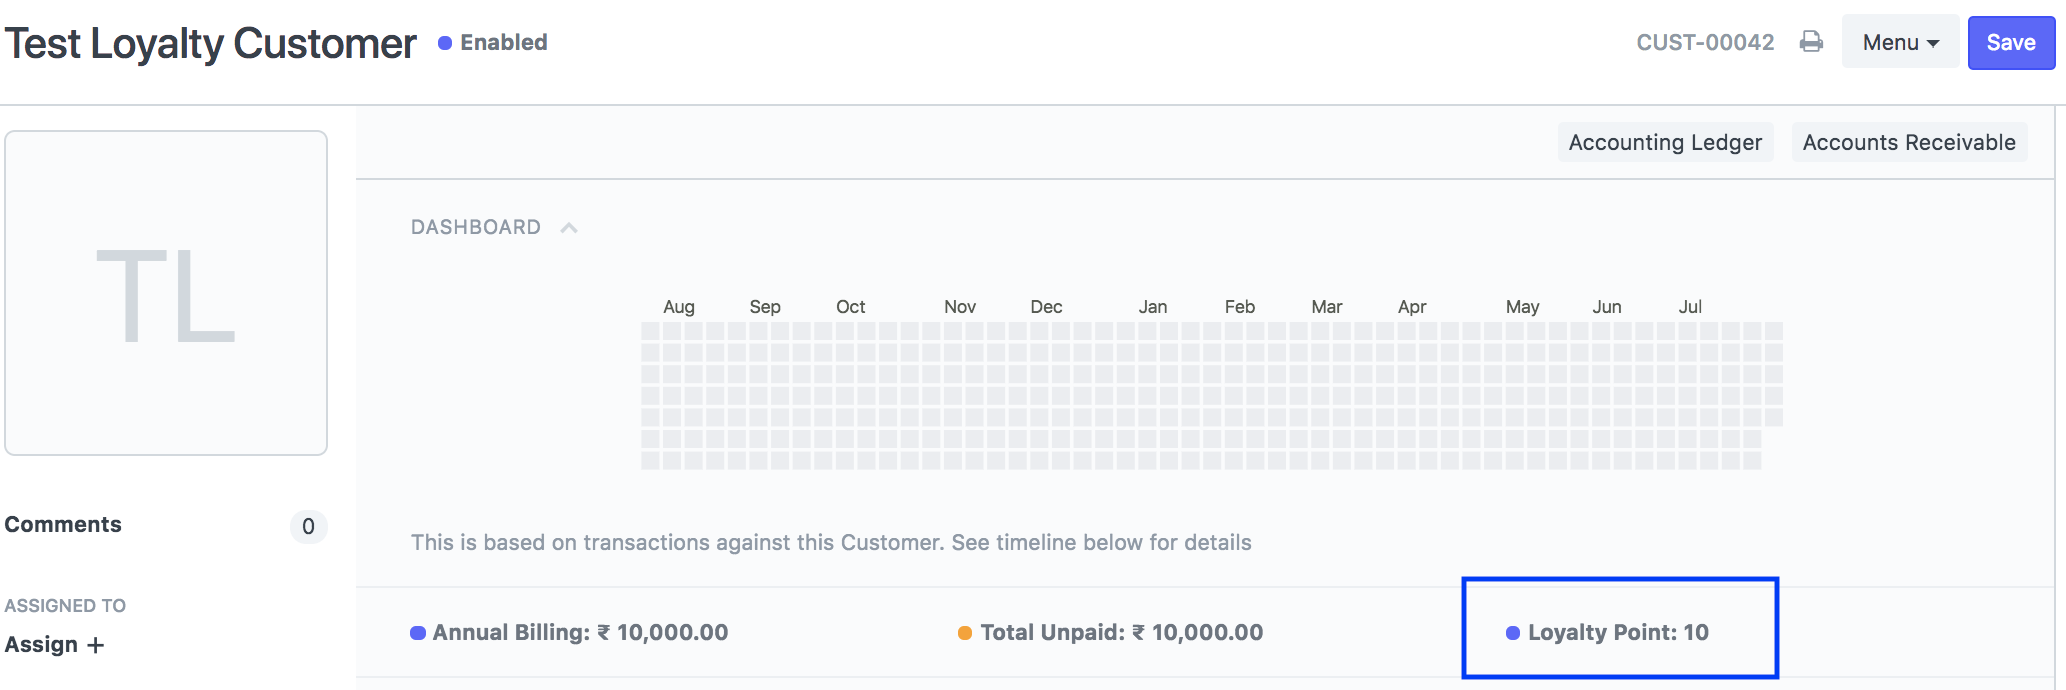 Test Loyalty Customer Enabled CUST-00042 Menu Save
Accounting Ledger Accounts Receivable
TL
DASHBOARD
Aug Sep Oct Nov Dec Jan Feb Mar Apr May Jun Jul
Comments 0
This is based on transactions against this Customer. See timeline below for details
ASSIGNED TO
Assign +
Annual Billing: ₹ 10,000.00 Total Unpaid: ₹ 10,000.00 Loyalty Point: 10